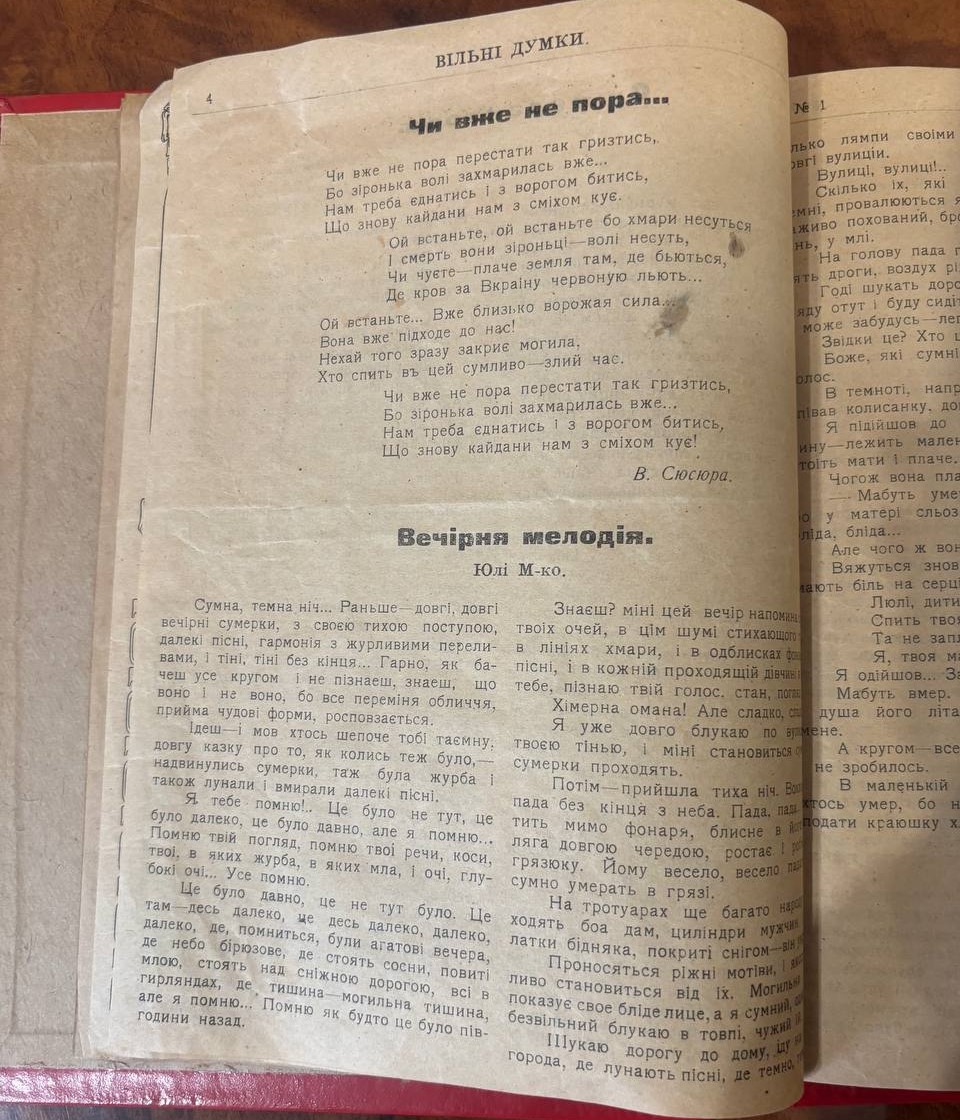 ВІЛЬНІ ДУМКИ.
4
Чи вже не пора...
Чи вже не пора перестати так гризтись,
Бо зіронька волі захмарилась вже...
Нам треба єднатись і з ворогом битись,
Що знову кайдани нам з сміхом кує.
Ой встаньте, ой встаньте бо хмари несуться
І смерть вони зіроньці—волі несуть,
Чи чуєте—плаче земля там, де бьються,
Де кров за Вкраіну червоную льють...
Ой встаньте... Вже близько ворожая сила...
Вона вже підходе до нас!
Нехай того зразу закриє могила,
Хто спить въ цей сумливо—злий час.
Чи вже не пора перестати так гризтись,
Бо зіронька волі захмарилась вже...
Нам треба єднатись і з ворогом битись,
Що знову кайдани нам з сміхом кує!
В. Сюсюра.
Вечірня мелодія.
Юлі М-ко.
Сумна, темна ніч... Раньше—довгі, довгі
вечірні сумерки, з своєю тихою поступою,
далекі пісні, гармонія з журливими перели-
вами, і тіні, тіні без кінця... Гарно, як ба-
чеш усе кругом і не пізнаеш, знаеш, що
воно і не воно, бо все переміня обличчя,
прийма чудові форми, росповзається.
Ідеш—і мов хтось шепоче тобі таємну,
довгу казку про то, як колись теж було,—
надвинулись сумерки, таж була журба і
також лунали і вмирали далекі пісні.
Я тебе помню!.. Це було не тут, це
було далеко, це було давно, але я помню...
Помню твій погляд, помню твоі речи, коси,
твоі, в яких журба, в яких мла, і очі, глу-
бокі очі... Усе помню.
Це було давно, це не тут було. Це
там—десь далеко, це десь далеко, далеко,
далеко, де, помниться, були агатові вечера,
де небо бірюзове, де стоять сосни, повиті
млою, стоять над сніжною дорогою, всі в
гирляндах, де тишина—могильна тишина,
але я помню... Помню як будто це було пів-
години назад.
Знаєш? міні цей вечір напомина
твоіх очей, в цім шумі стихающого
в лініях хмари, і в одблисках
пісні, і в кожній проходящій дівчині
тебе, пізнаю твій голос. стан,
Хімерна омана! Але сладко,
Я уже довго блукаю по
твоєю тінью, і міні становиться
сумерки проходять.
Потім—прийшла тиха ніч.
пада без кінця з неба. Пада, пада
тить мимо фонаря, блисне в
ляга довгою чередою, ростає і
грязюку. Йому весело, весело
сумно умерать в грязі.
На тротуарах ще багато
ходять боа дам, циліндри мужчин
латки бідняка, покриті снігом—він
Проносяться ріжні мотіви, і
ливо становиться від іх. Могильна
показує свое бліде лице, а я сумний,
безвільний блукаю в товпі, чужий
Шукаю дорогу до дому, іду
города, де лунають пісні, де темно,
№ 1
лямпи своіми
вулиціи.
Вулиці, вулиці!..
Скілько іх, які
провалюються
похований,
у млі.
На голову пада
дроги, воздух
Годі шукать
отут і буду
може забудусь
Звідки це? Хто
Боже, які сумні
В темноті,
колисанку,
Я підійшов до
лежить
мати і плаче.
Чогож вона
— Мабуть
у матері
бліда...
Але чого ж
Вяжуться
біль на серці
Люлі,
Спить
Та не
Я, твоя
Я одійшов...
Мабуть вмер.
душа його
А кругом—все
не зробилось.
В маленькій
умер, бо
подати краюшку